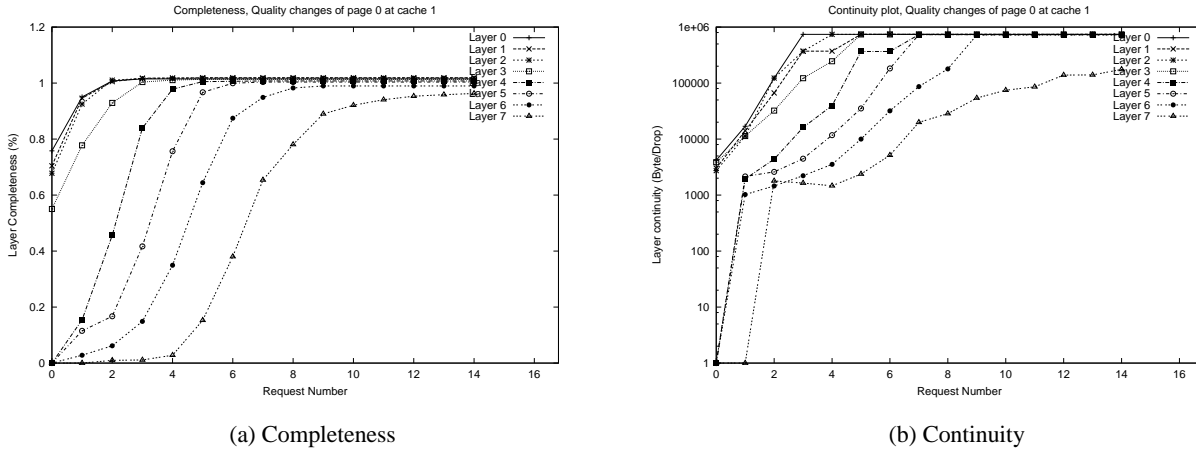 Completeness, Quality changes of page 0 at cache 1
Layer Completeness (%)
1.2
1
0.8
0.6
0.4
0.2
0
0 2 4 6 8 10 12 14 16
Request Number
Layer 0
Layer 1
Layer 2
Layer 3
Layer 4
Layer 5
Layer 6
Layer 7
(a) Completeness
Continuity plot, Quality changes of page 0 at cache 1
Layer continuity (Byte/Drop)
1e+06
100000
10000
1000
100
10
1
0 2 4 6 8 10 12 14 16
Request Number
Layer 0
Layer 1
Layer 2
Layer 3
Layer 4
Layer 5
Layer 6
Layer 7
(b) Continuity